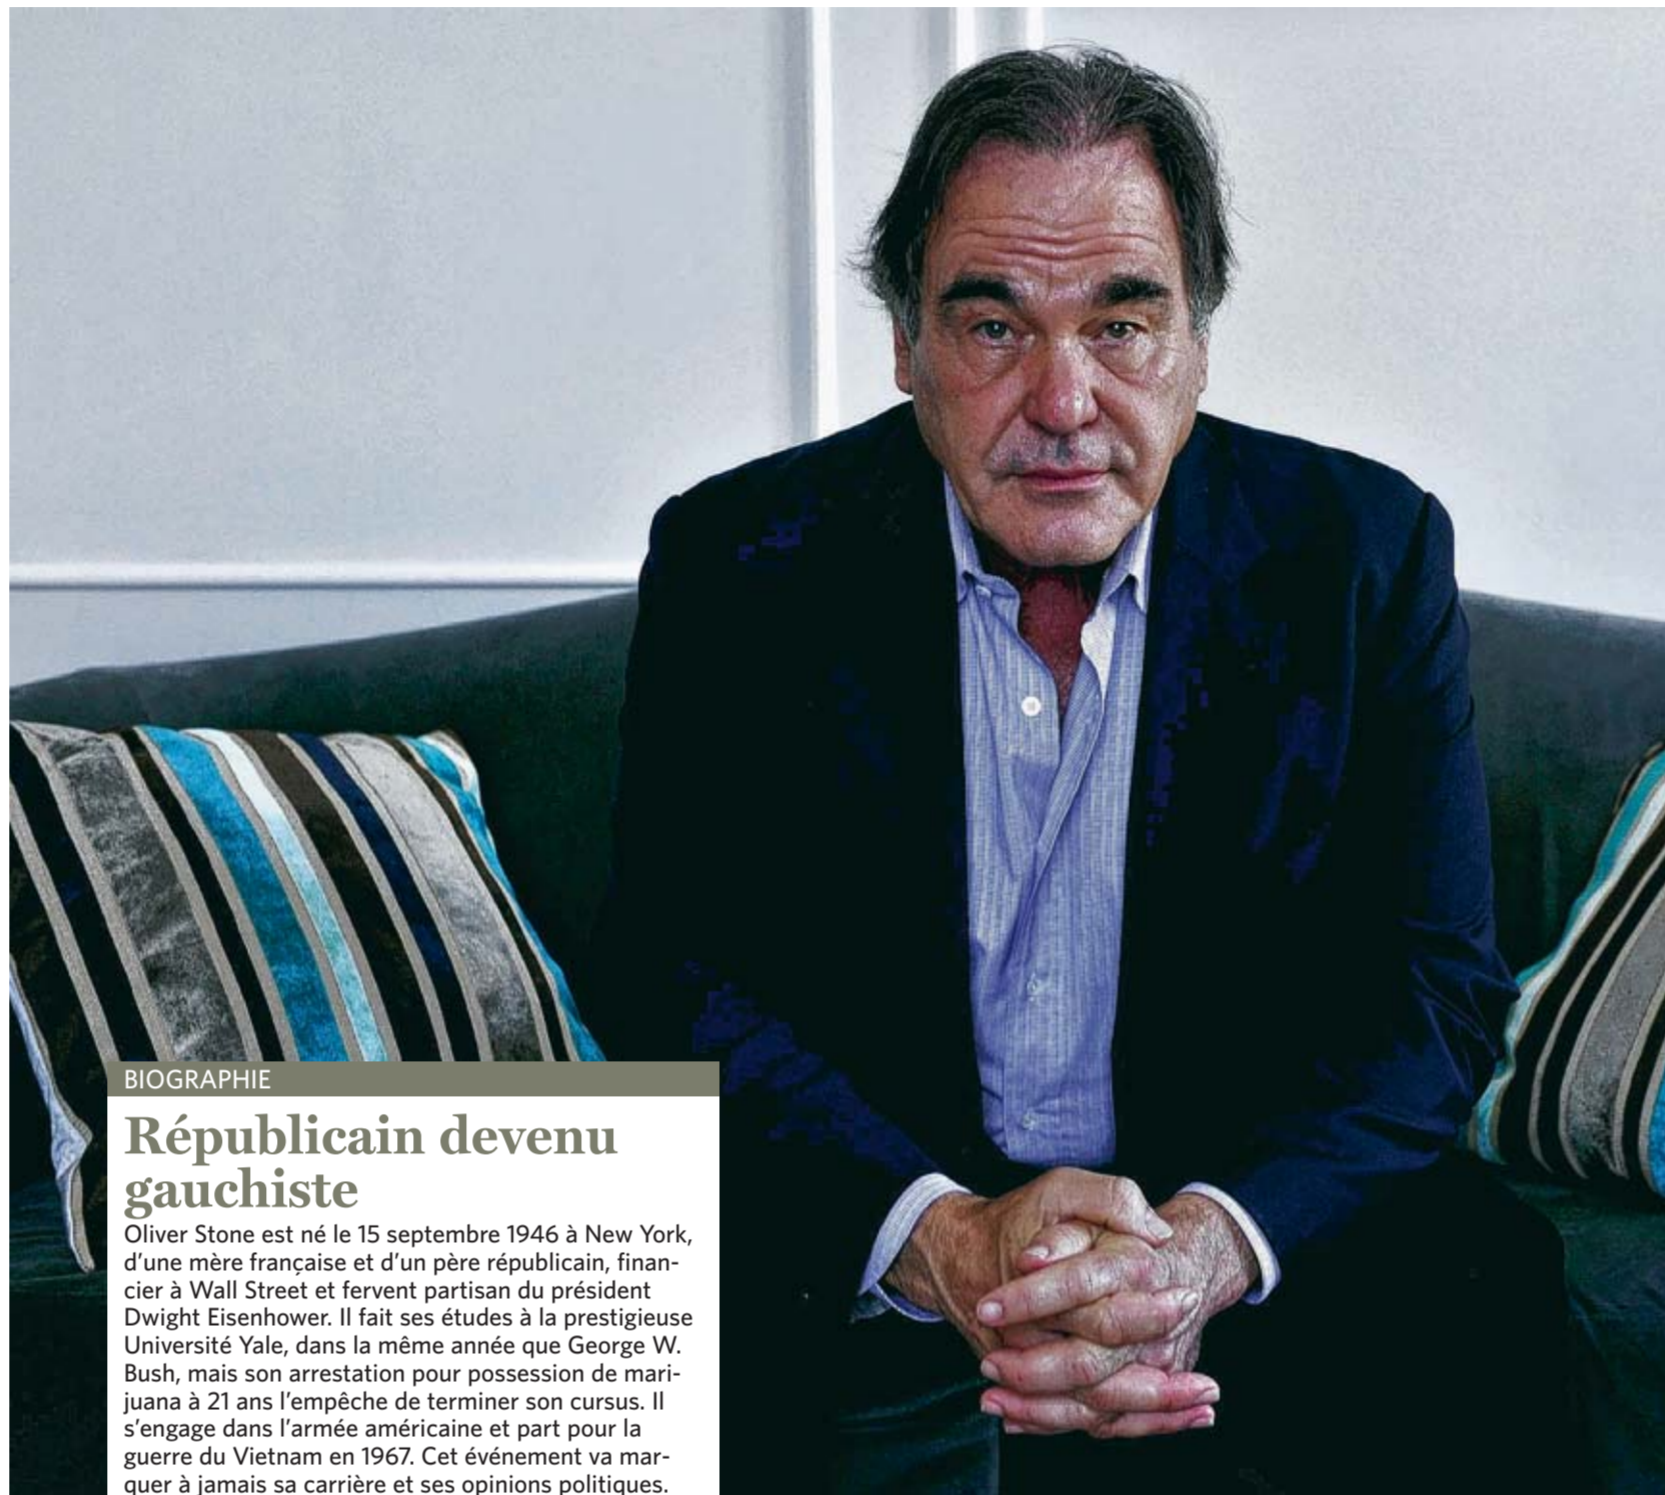 BIOGRAPHIE
Républicain devenu
gauchiste
Oliver Stone est né le 15 septembre 1946 à New York,
d’une mère française et d’un père républicain, finan-
cier à Wall Street et fervent partisan du président
Dwight Eisenhower. Il fait ses études à la prestigieuse
Université Yale, dans la même année que George W.
Bush, mais son arrestation pour possession de mari-
juana à 21 ans l’empêche de terminer son cursus. Il
s’engage dans l’armée américaine et part pour la
guerre du Vietnam en 1967. Cet événement va mar-
quer à jamais sa carrière et ses opinions politiques.